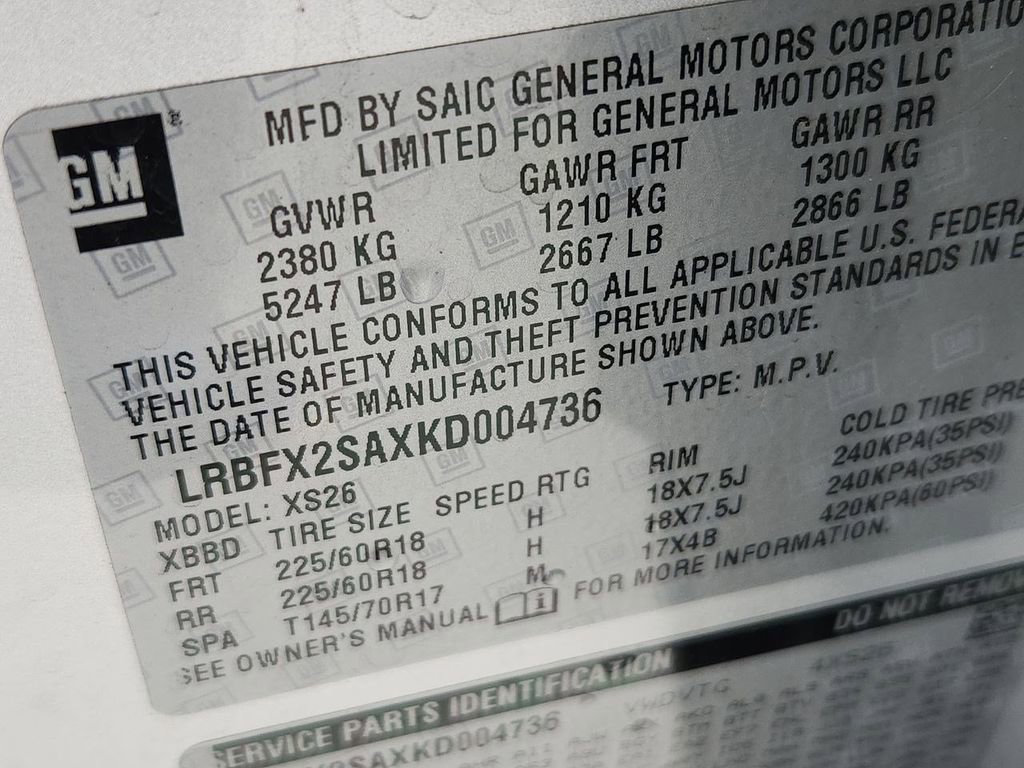 GM
MFD BY SAIC GENERAL MOTORS CORPORATIO
LIMITED FOR GENERAL MOTORS LLC
GVWR GAWR FRT GAWR RR
2380 KG 1210 KG 1300 KG
5247 LB 2667 LB 2866 LB
THIS VEHICLE CONFORMS TO ALL APPLICABLE U.S. FEDERA
VEHICLE SAFETY AND THEFT PREVENTION STANDARDS IN E
THE DATE OF MANUFACTURE SHOWN ABOVE.
LRBFX2SAXKD004736 TYPE: M.P.V.
MODEL: XS26
XBBD TIRE SIZE SPEED RTG RIM COLD TIRE PRE
FRT 225/60R18 H 18X7.5J 240KPA(35PSI)
RR 225/60R18 H 18X7.5J 240KPA(35PSI)
SPA T145/70R17 M 17X4B 420KPA(60PSI)
SEE OWNER'S MANUAL FOR MORE INFORMATION.
SERVICE PARTS IDENTIFICATION DO NOT REMOV
SAXKD004736 4XS26